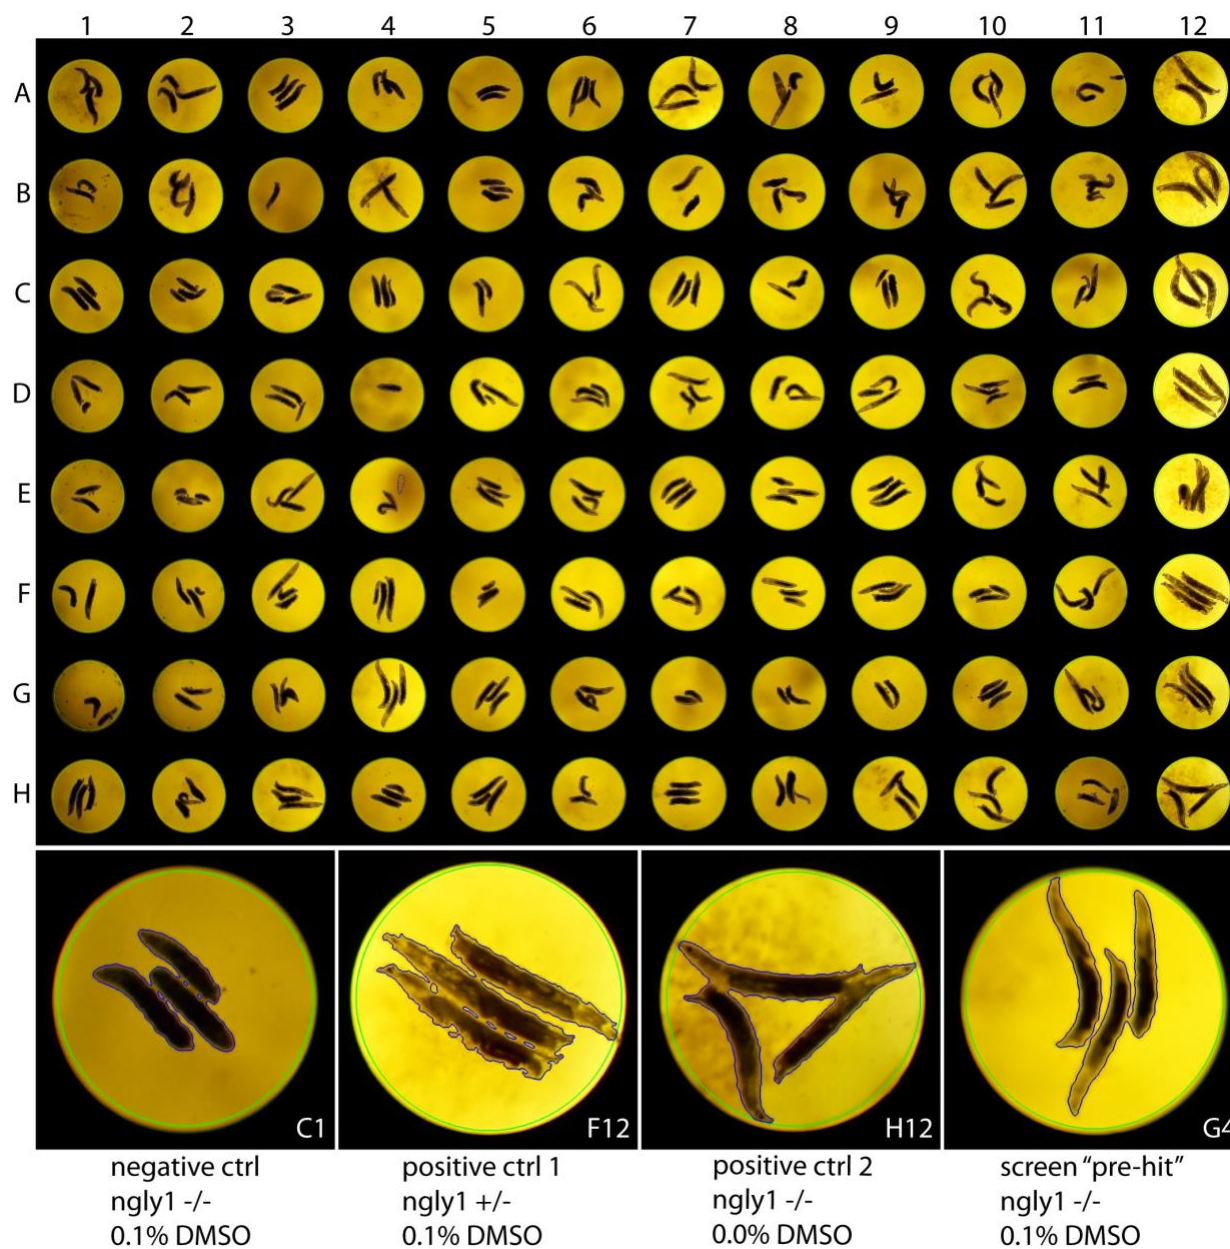 1 2 3 4 5 6 7 8 9 10 11 12
A
B
C
D
E
F
G
H
C1
F12
H12
G4
negative ctrl
ngly1 -/-
0.1% DMSO
positive ctrl 1
ngly1 +/-
0.1% DMSO
positive ctrl 2
ngly1 -/-
0.0% DMSO
screen “pre-hit”
ngly1 -/-
0.1% DMSO